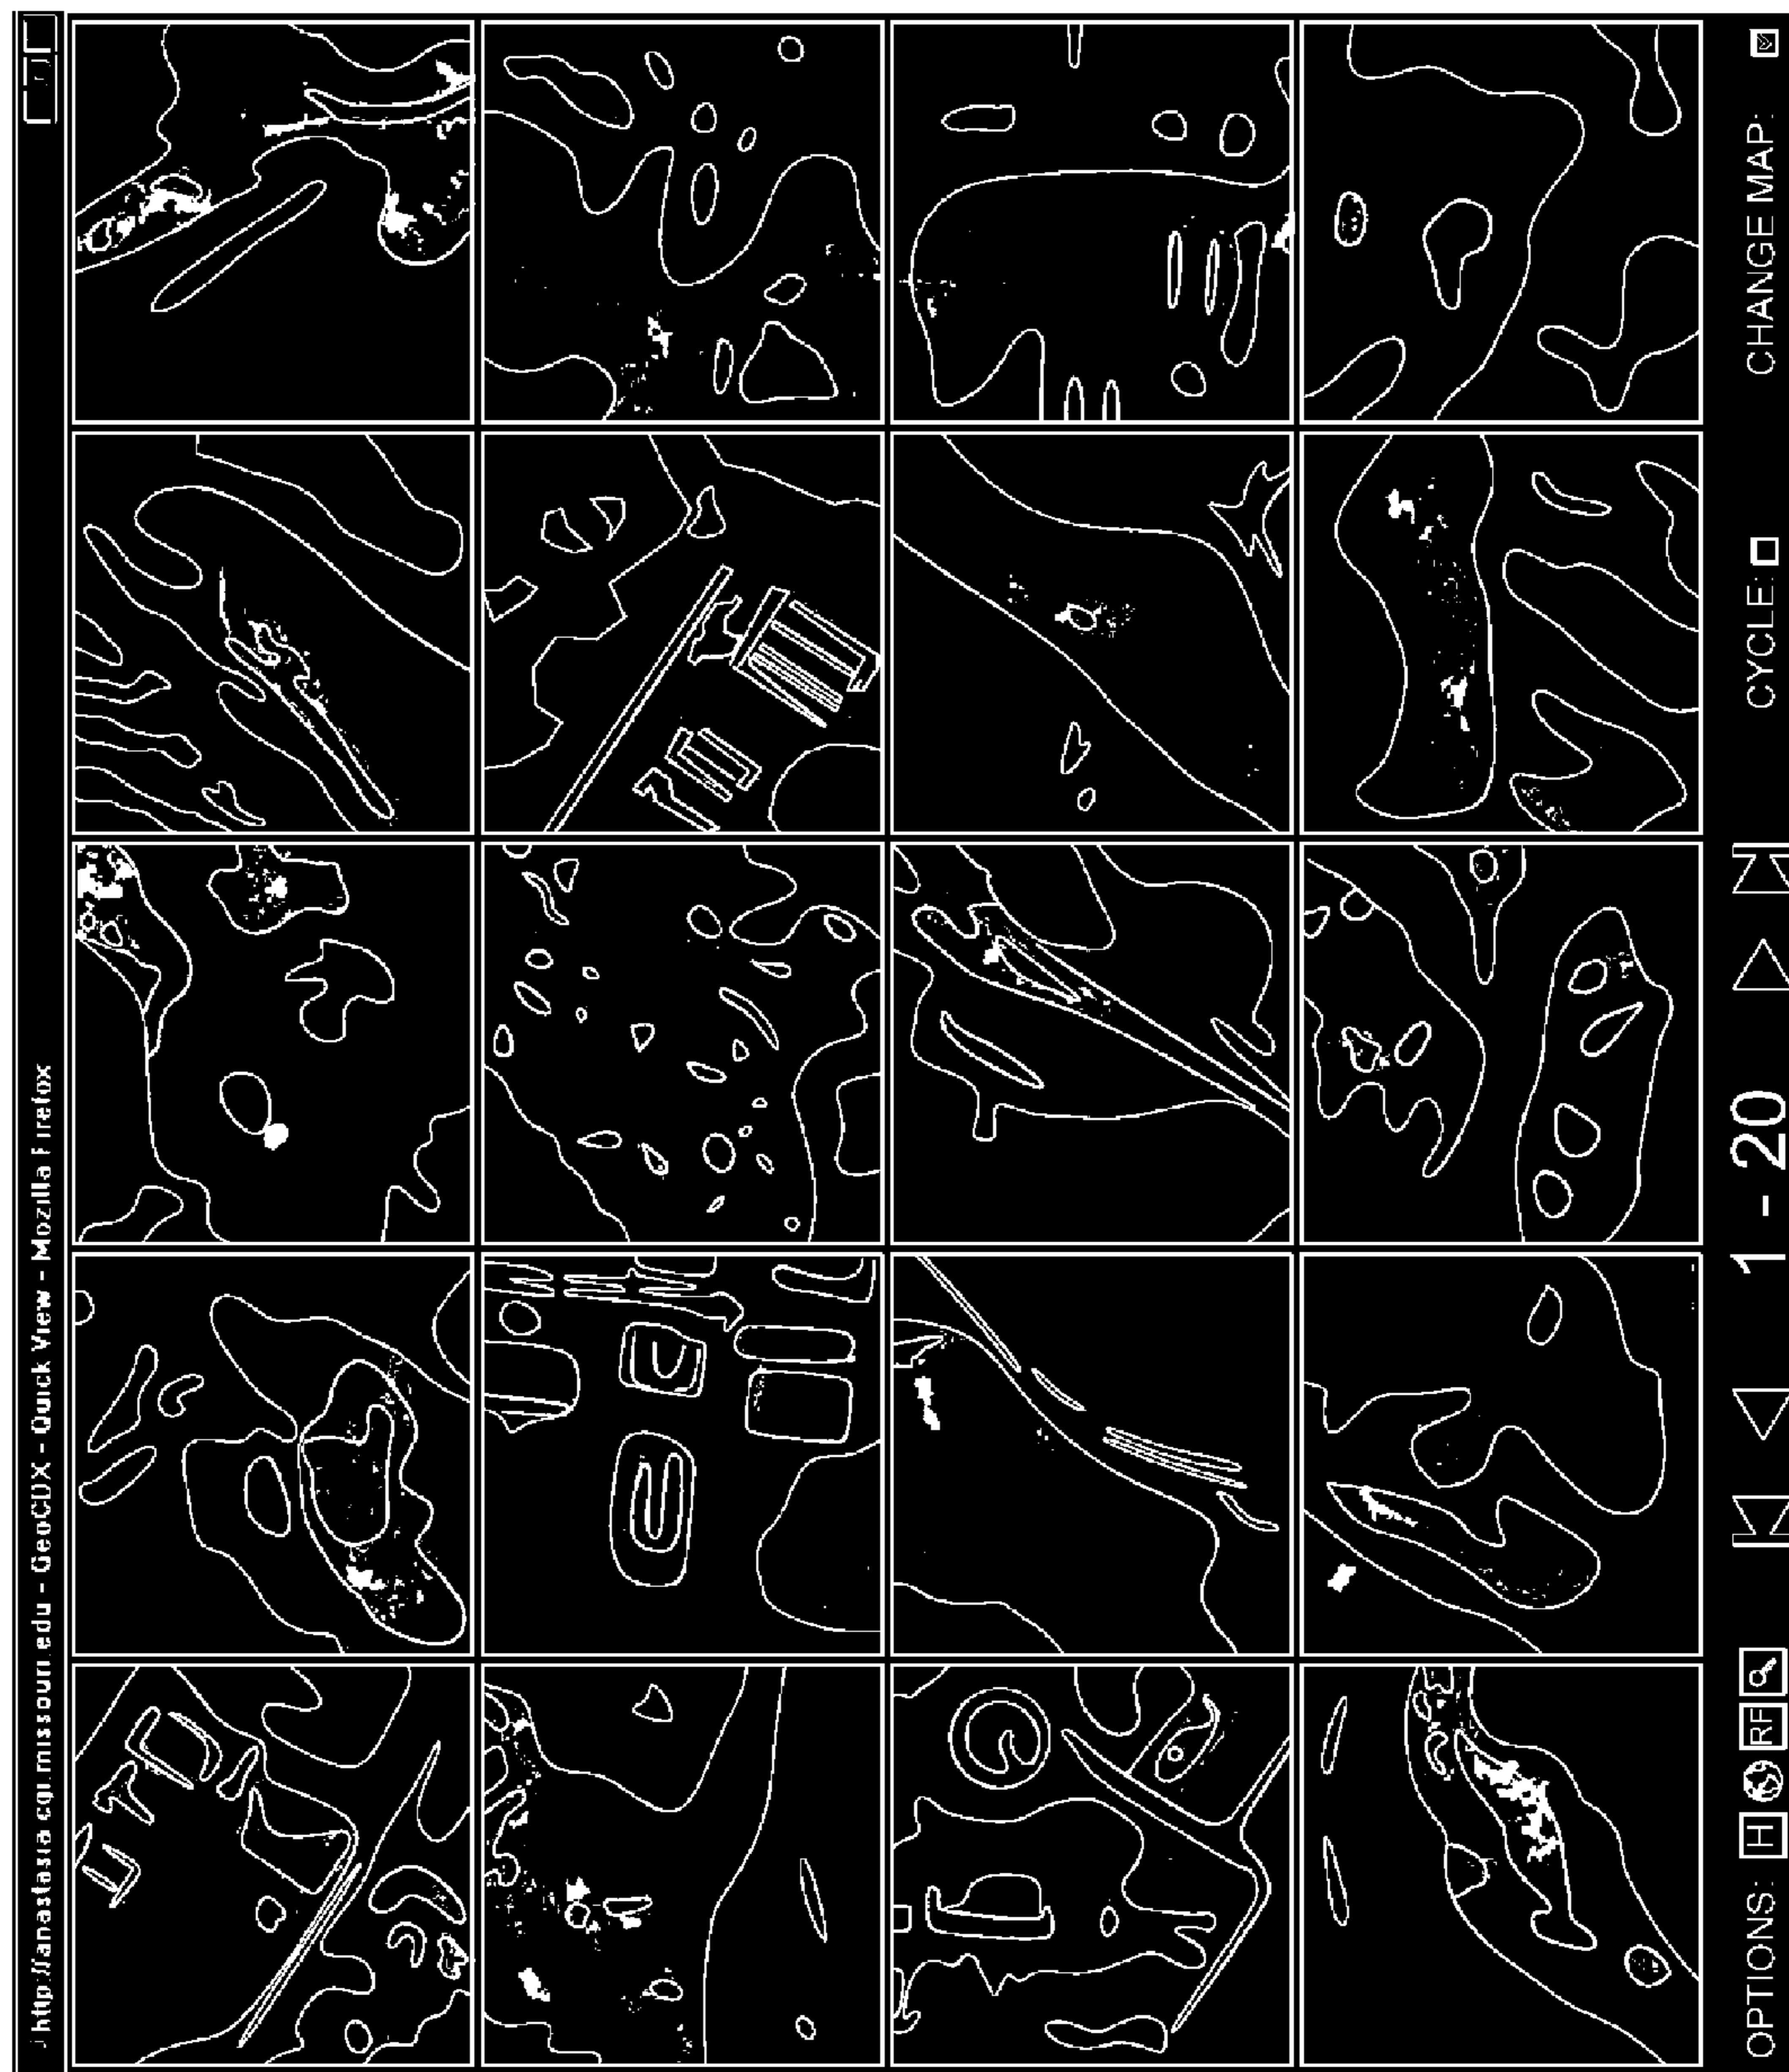 http://anastasia.cgi.missouri.edu - GeoCDX - Quick View - Mozilla Firefox
OPTIONS: H RF 1 - 20 CYCLE: CHANGE MAP: